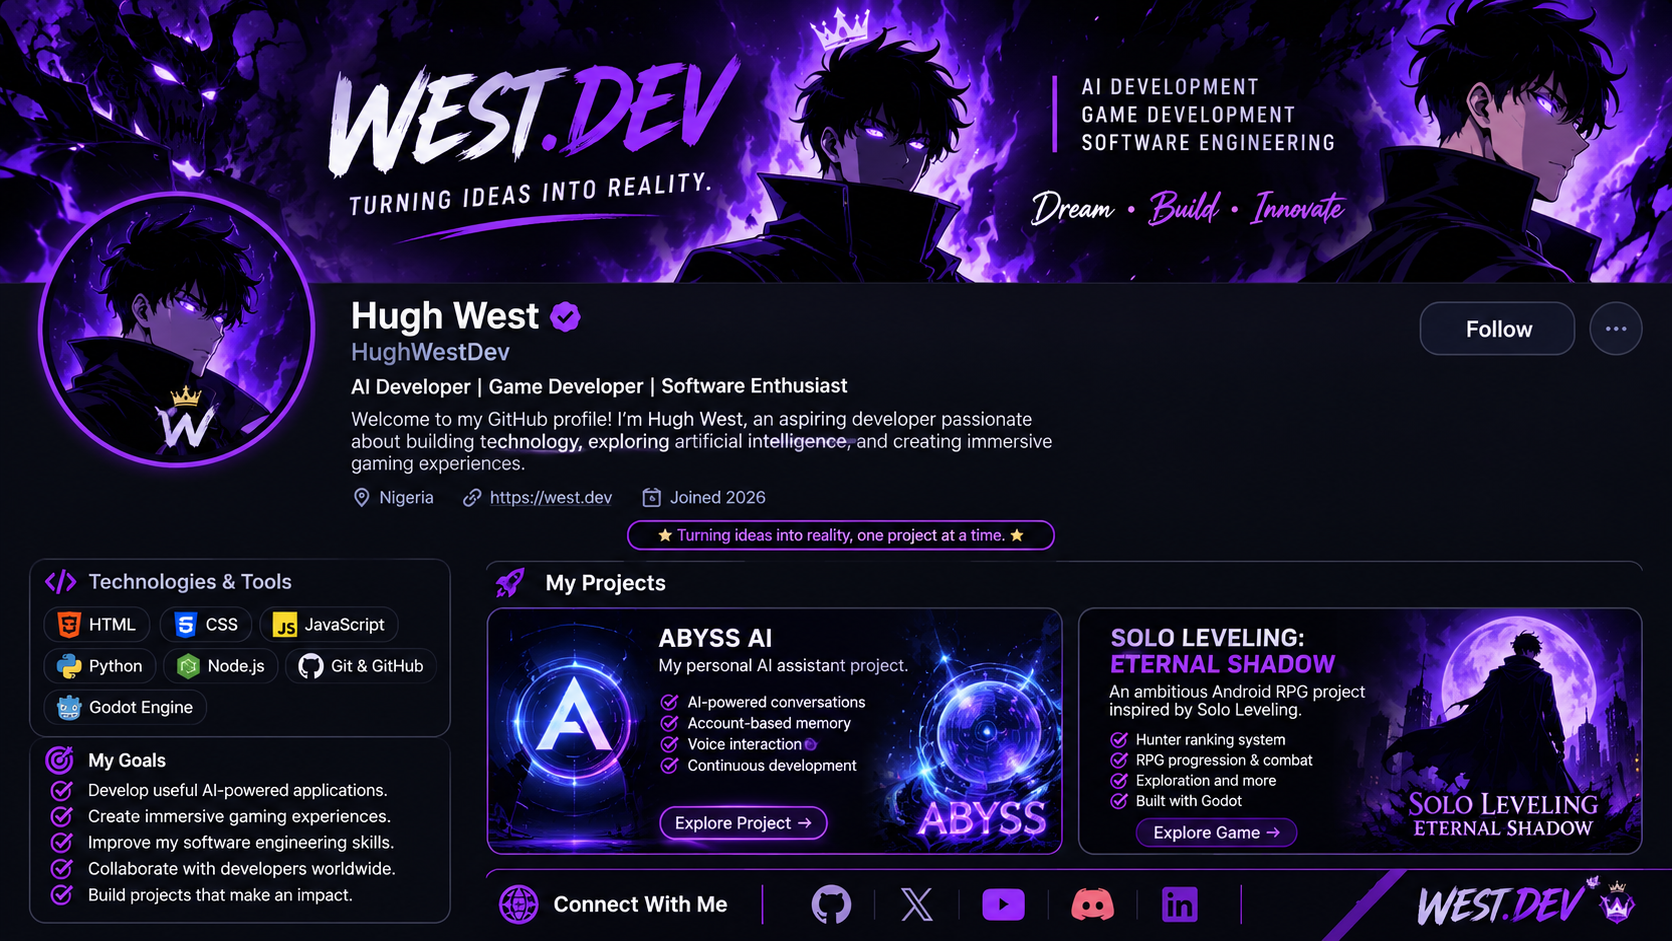 WEST.DEV
TURNING IDEAS INTO REALITY.
AI DEVELOPMENT
GAME DEVELOPMENT
SOFTWARE ENGINEERING
Dream • Build • Innovate
W
Hugh West
HughWestDev
AI Developer | Game Developer | Software Enthusiast
Welcome to my GitHub profile! I'm Hugh West, an aspiring developer passionate
about building technology, exploring artificial intelligence, and creating immersive
gaming experiences.
Nigeria
https://west.dev
Joined 2026
Follow
Turning ideas into reality, one project at a time.
Technologies & Tools
HTML
CSS
JS JavaScript
Python
Node.js
Git & GitHub
Godot Engine
My Goals
Develop useful AI-powered applications.
Create immersive gaming experiences.
Improve my software engineering skills.
Collaborate with developers worldwide.
Build projects that make an impact.
My Projects
A
ABYSS AI
My personal AI assistant project.
AI-powered conversations
Account-based memory
Voice interaction
Continuous development
Explore Project →
ABYSS
SOLO LEVELING:
ETERNAL SHADOW
An ambitious Android RPG project
inspired by Solo Leveling.
Hunter ranking system
RPG progression & combat
Exploration and more
Built with Godot
Explore Game →
SOLO LEVELING
ETERNAL SHADOW
Connect With Me
X
in
WEST.DEV
W